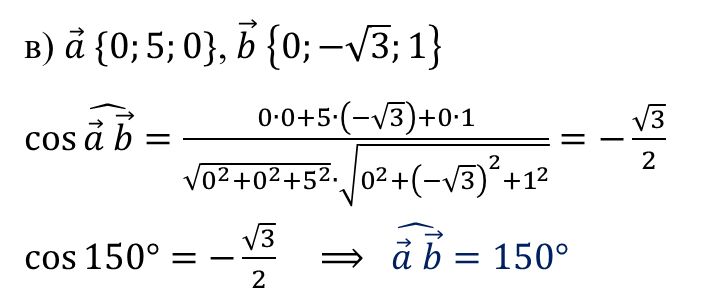 в) a⃗ {0; 5; 0}, b⃗ {0; −√3; 1}
cos a⃗ b⃗ = (0·0+5·(−√3)+0·1) / (√(0²+0²+5²)·√(0²+(−√3)²+1²)) = − √3/2
cos 150° = − √3/2 ⟹ a⃗ b⃗ = 150°